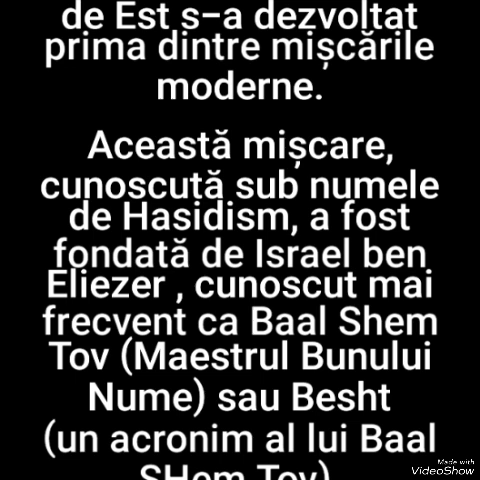 de Est s-a dezvoltat
prima dintre mișcările
moderne.
Această mișcare,
cunoscută sub numele
de Hasidism, a fost
fondată de Israel ben
Eliezer , cunoscut mai
frecvent ca Baal Shem
Tov (Maestrul Bunului
Nume) sau Besht
(un acronim al lui Baal
SHem Tov)
Made with
VideoShow